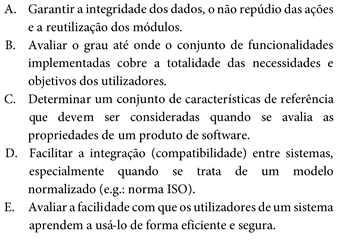 A. Garantir a integridade dos dados, o não repúdio das ações
e a reutilização dos módulos.
B. Avaliar o grau até onde o conjunto de funcionalidades
implementadas cobre a totalidade das necessidades e
objetivos dos utilizadores.
C. Determinar um conjunto de características de referência
que devem ser consideradas quando se avalia as
propriedades de um produto de software.
D. Facilitar a integração (compatibilidade) entre sistemas,
especialmente quando se trata de um modelo
normalizado (e.g.: norma ISO).
E. Avaliar a facilidade com que os utilizadores de um sistema
aprendem a usá-lo de forma eficiente e segura.